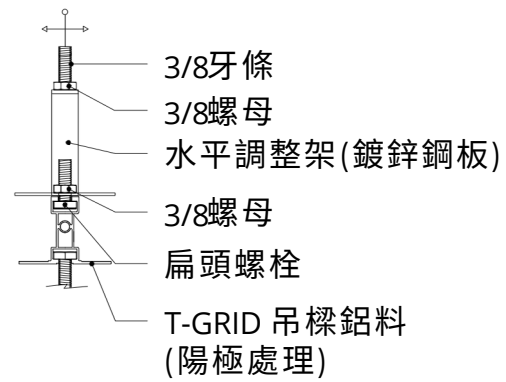 3/8牙條
3/8螺母
水平調整架(鍍鋅鋼板)
3/8螺母
扁頭螺栓
T-GRID 吊樑鋁料
(陽極處理)